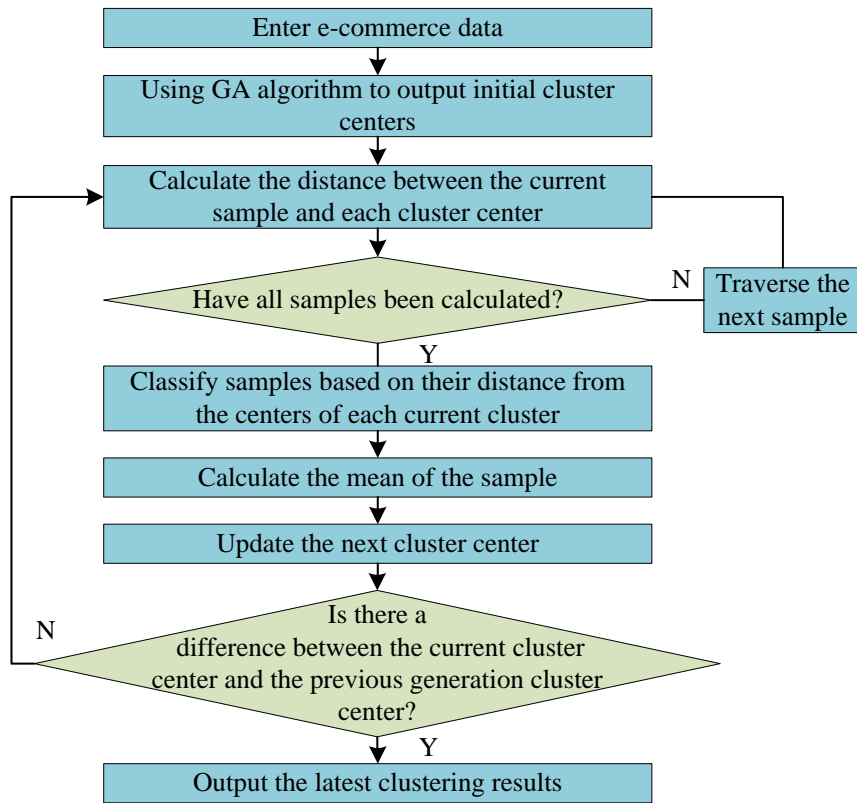 Enter e-commerce data
Using GA algorithm to output initial cluster
centers
Calculate the distance between the current
sample and each cluster center
Have all samples been calculated?
N
Traverse the
next sample
Y
Classify samples based on their distance from
the centers of each current cluster
Calculate the mean of the sample
Update the next cluster center
Is there a
difference between the current cluster
center and the previous generation cluster
center?
N
Y
Output the latest clustering results